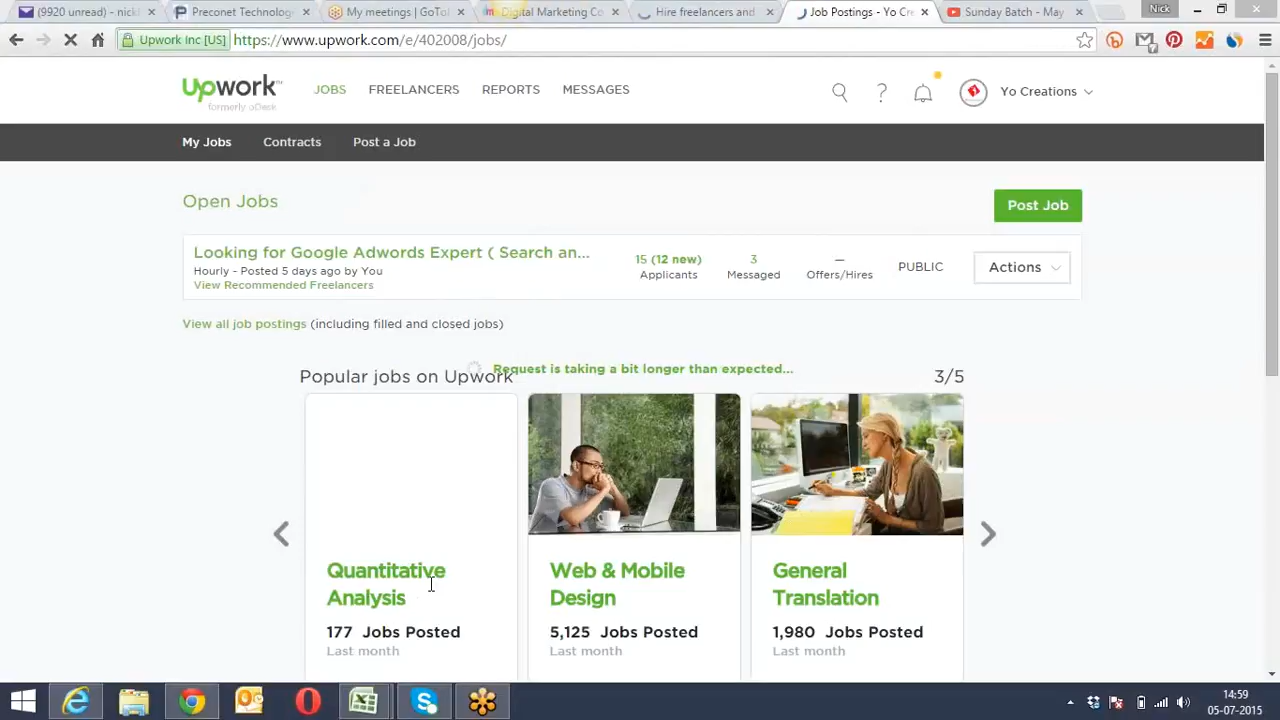 (9920 unread) - nickl
Preconet Technolog
My meetings | GoTol
Digital Marketing Co
Hire freelancers and
Job Postings - Yo Cre
Sunday Batch - May
Nick
Upwork Inc [US]
https://www.upwork.com/e/402008/jobs/
Upwork
formerly oDesk
JOBS
FREELANCERS
REPORTS
MESSAGES
Yo Creations
My Jobs
Contracts
Post a Job
Open Jobs
Post Job
Looking for Google Adwords Expert ( Search an...
Hourly - Posted 5 days ago by You
View Recommended Freelancers
15 (12 new)
Applicants
3
Messaged
—
Offers/Hires
PUBLIC
Actions
View all job postings (including filled and closed jobs)
Request is taking a bit longer than expected...
Popular jobs on Upwork
3/5
Quantitative
Analysis
177 Jobs Posted
Last month
Web & Mobile
Design
5,125 Jobs Posted
Last month
General
Translation
1,980 Jobs Posted
Last month
14:59
05-07-2015